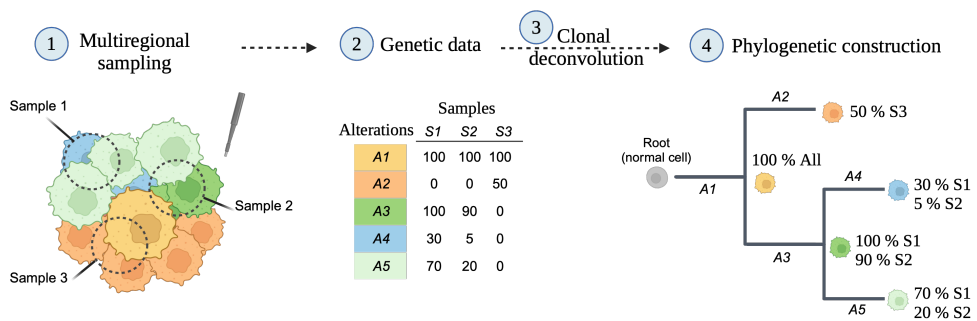 1 Multiregional
sampling
2 Genetic data
3 Clonal
deconvolution
4 Phylogenetic construction
Sample 1
Sample 2
Sample 3
Samples
Alterations S1 S2 S3
A1 100 100 100
A2 0 0 50
A3 100 90 0
A4 30 5 0
A5 70 20 0
Root
(normal cell)
A1
100 % All
A2
50 % S3
A3
100 % S1
90 % S2
A4
30 % S1
5 % S2
A5
70 % S1
20 % S2